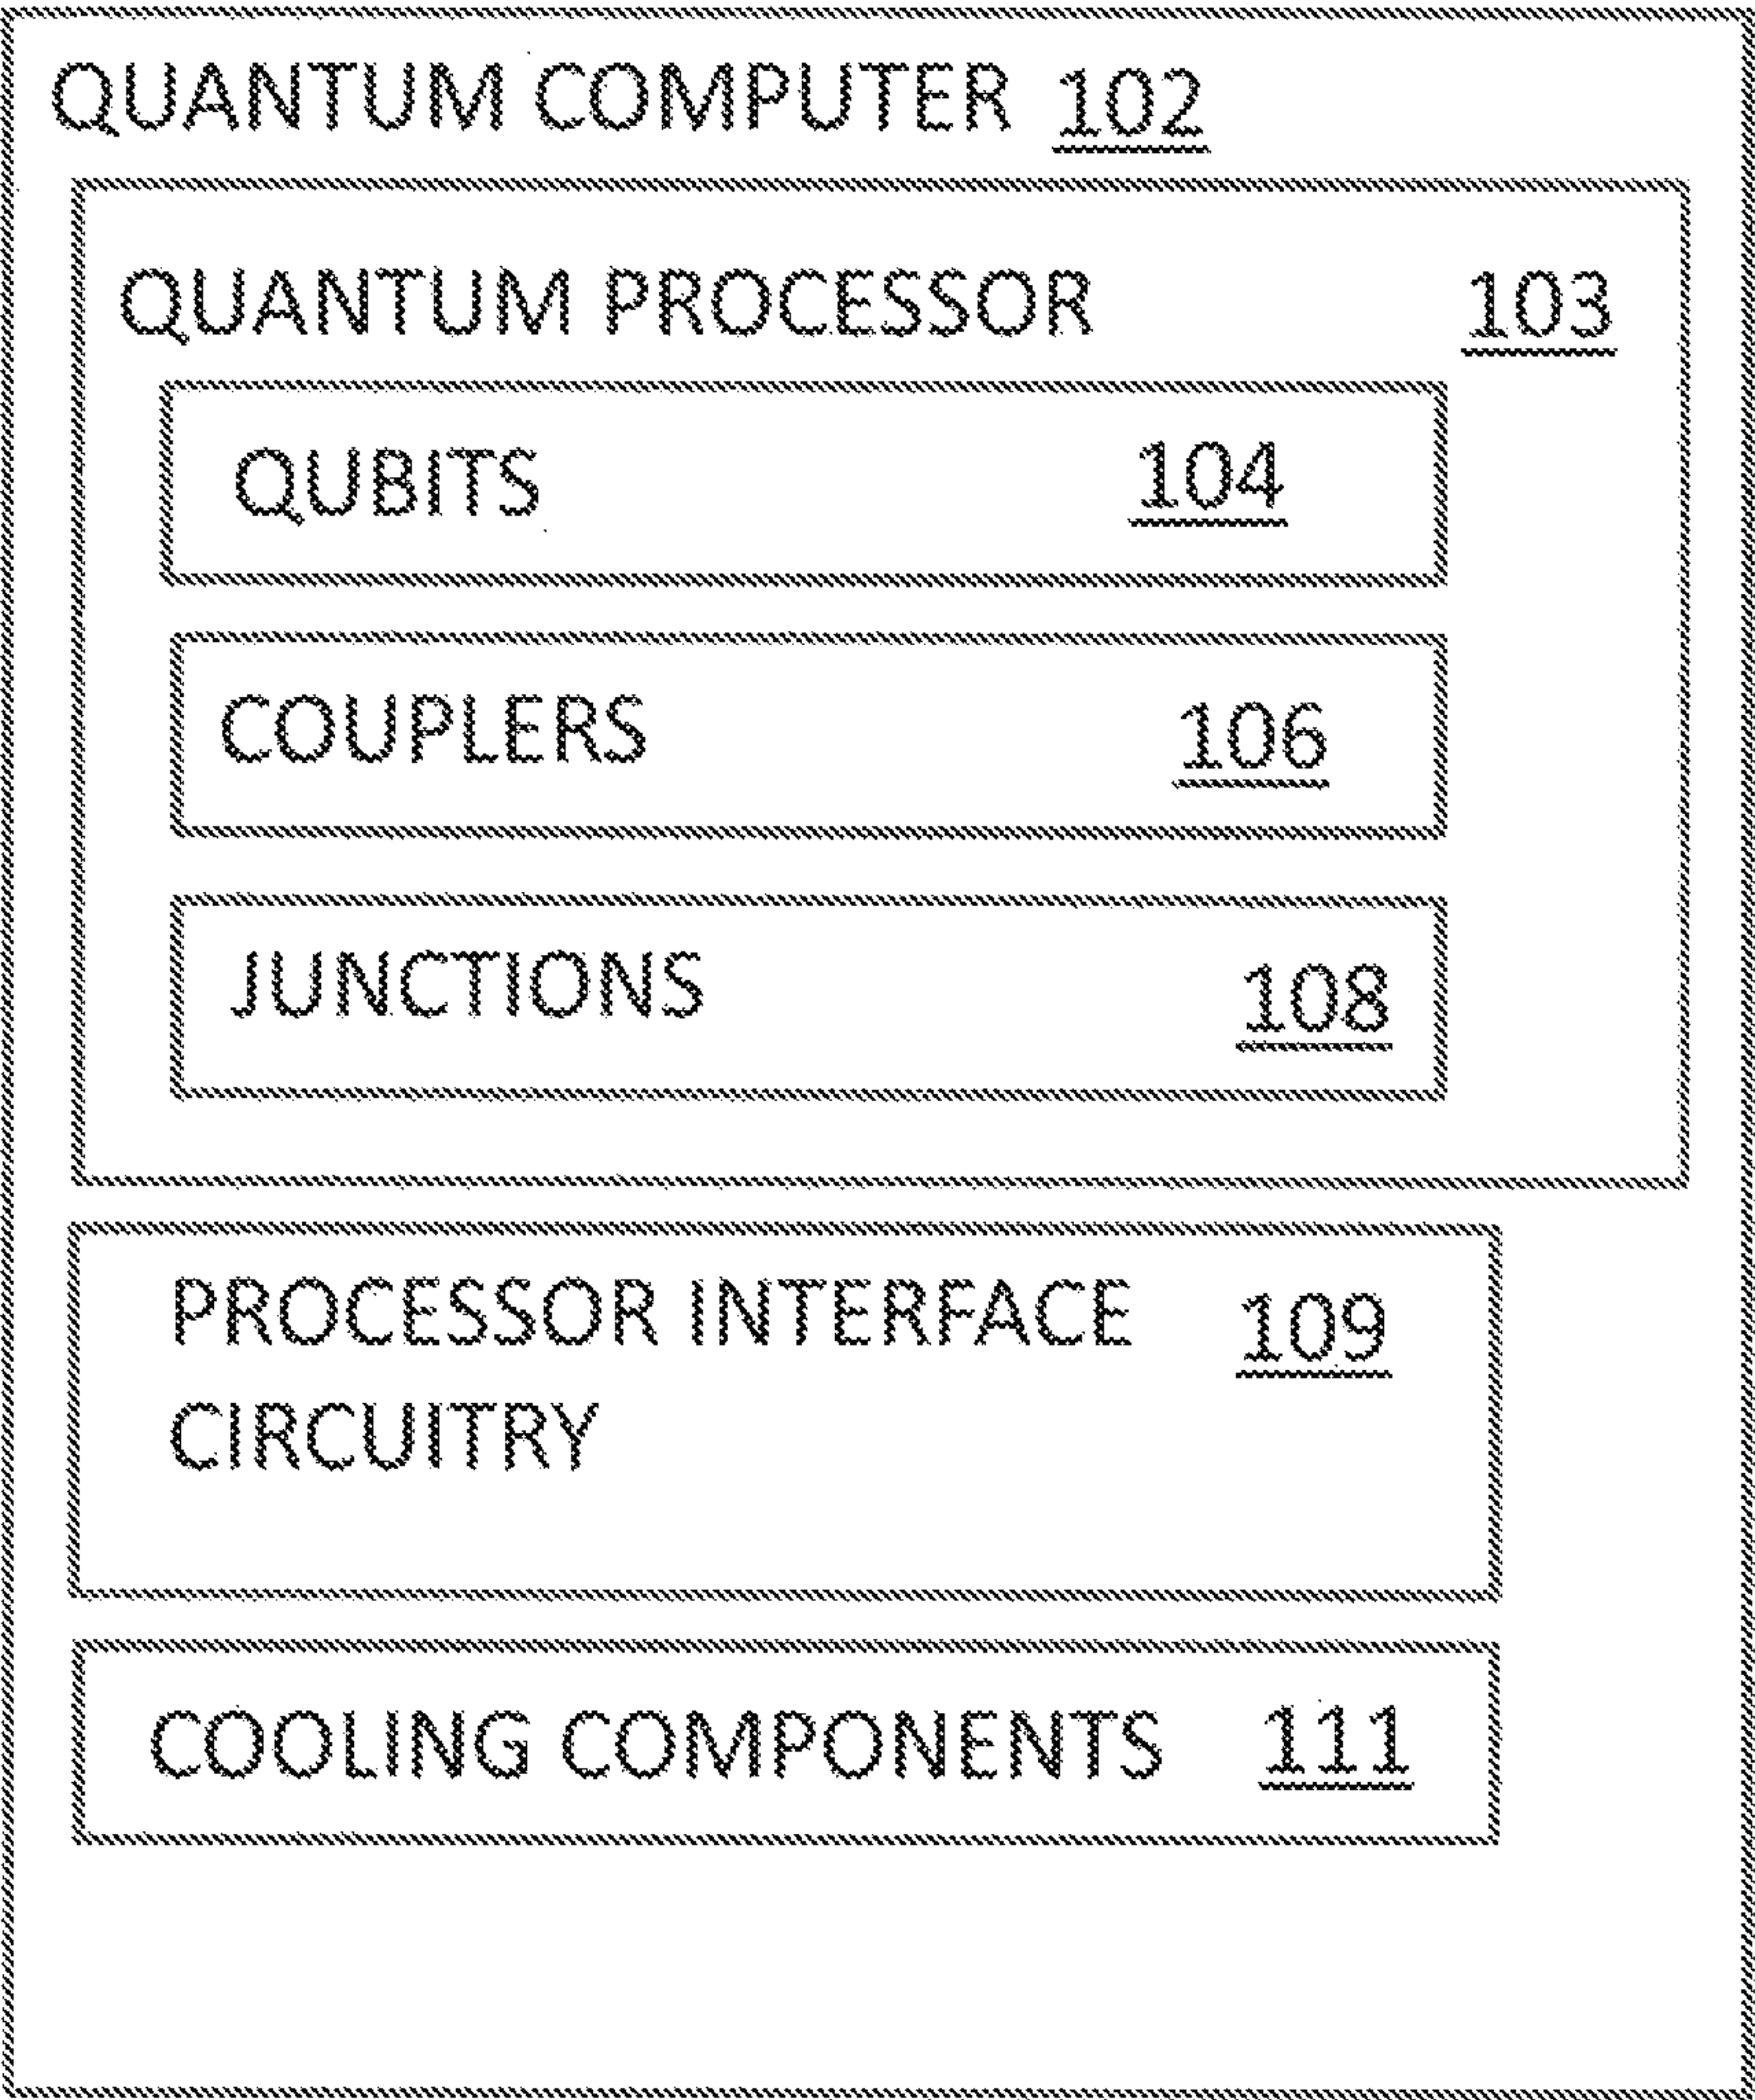 QUANTUM COMPUTER 102
QUANTUM PROCESSOR 103
QUBITS 104
COUPLERS 106
JUNCTIONS 108
PROCESSOR INTERFACE 109
CIRCUITRY
COOLING COMPONENTS 111